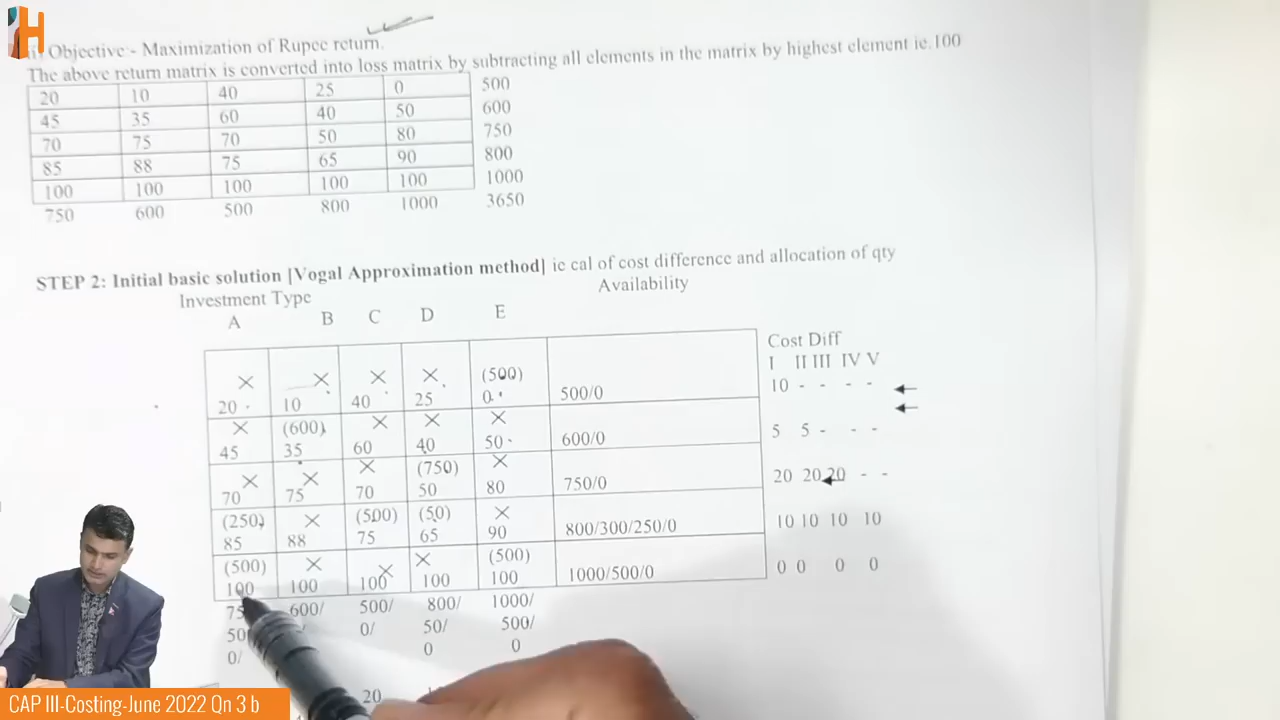 H
Objective - Maximization of Rupee return.
The above return matrix is converted into loss matrix by subtracting all elements in the matrix by highest element ie.100
20 10 40 25 0 500
45 35 60 40 50 600
70 75 70 50 80 750
85 88 75 65 90 800
100 100 100 100 100 1000
750 600 500 800 1000 3650
STEP 2: Initial basic solution [Vogal Approximation method] ie cal of cost difference and allocation of qty
Investment Type Availability
A B C D E
Cost Diff
I II III IV V
X X X X (500)
20 10 40 25 0 500/0 10 - - - -
X (600) X X X
45 35 60 40 50 600/0 5 5 - - -
X X X (750) X
70 75 70 50 80 750/0 20 20 20 - -
(250) X (500) (50) X
85 88 75 65 90 800/300/250/0 10 10 10 10
(500) X X X (500)
100 100 100 100 100 1000/500/0 0 0 0 0
600/ 500/ 800/ 1000/
0/ 50/ 500/
0/ 0 0
20
CAP III-Costing-June 2022 Qn 3 b